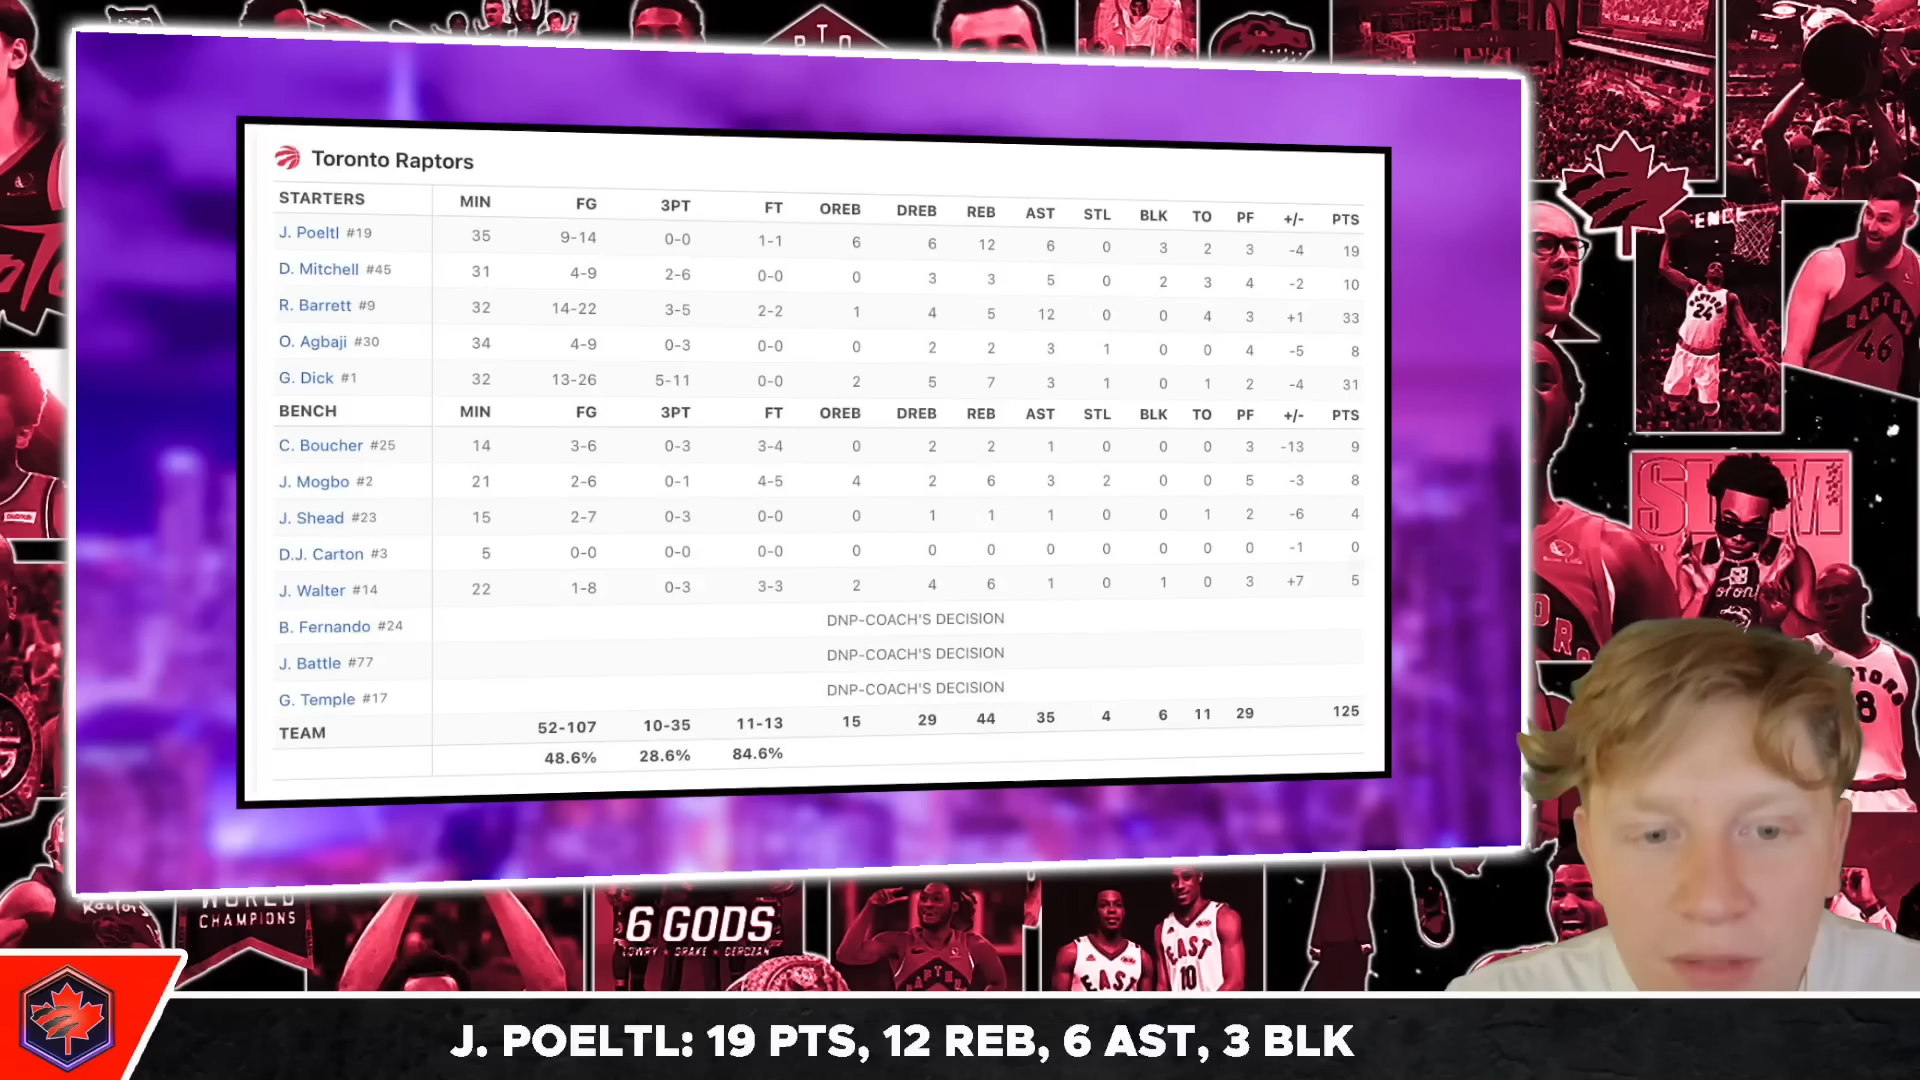 Toronto Raptors
STARTERS MIN FG 3PT FT OREB DREB REB AST STL BLK TO PF +/- PTS
J. Poeltl #19 35 9-14 0-0 1-1 6 6 12 6 0 3 2 3 -4 19
D. Mitchell #45 31 4-9 2-6 0-0 0 3 3 5 0 2 3 4 -2 10
R. Barrett #9 32 14-22 3-5 2-2 1 4 5 12 0 0 4 3 +1 33
O. Agbaji #30 34 4-9 0-3 0-0 0 2 2 3 1 0 0 4 -5 8
G. Dick #1 32 13-26 5-11 0-0 2 5 7 3 1 0 1 2 -4 31
BENCH MIN FG 3PT FT OREB DREB REB AST STL BLK TO PF +/- PTS
C. Boucher #25 14 3-6 0-3 3-4 0 2 2 1 0 0 0 3 -13 9
J. Mogbo #2 21 2-6 0-1 4-5 4 2 6 3 2 0 0 5 -3 8
J. Shead #23 15 2-7 0-3 0-0 0 1 1 1 0 0 1 2 -6 4
D.J. Carton #3 5 0-0 0-0 0-0 0 0 0 0 0 0 0 0 -1 0
J. Walter #14 22 1-8 0-3 3-3 2 4 6 1 0 1 0 3 +7 5
B. Fernando #24 DNP-COACH'S DECISION
J. Battle #77 DNP-COACH'S DECISION
G. Temple #17 DNP-COACH'S DECISION
TEAM 52-107 10-35 11-13 15 29 44 35 4 6 11 29 125
48.6% 28.6% 84.6%
24
46
SLAM
8
WORLD
CHAMPIONS
6 GODS
LOWRY ★ DRAKE ★ DEROZAN
EAST
EAST
10
J. POELTL: 19 PTS, 12 REB, 6 AST, 3 BLK